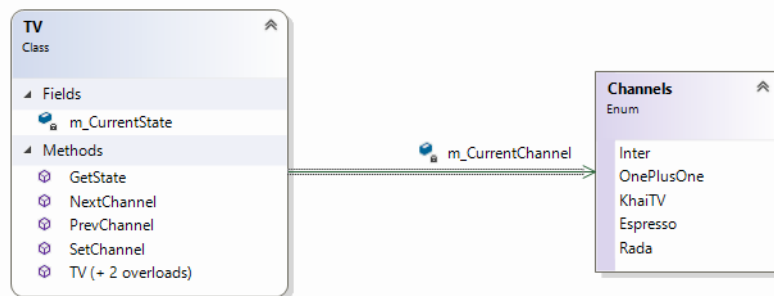 TV
Class
Fields
m_CurrentState
Methods
GetState
NextChannel
PrevChannel
SetChannel
TV (+ 2 overloads)
m_CurrentChannel
Channels
Enum
Inter
OnePlusOne
KhaiTV
Espresso
Rada